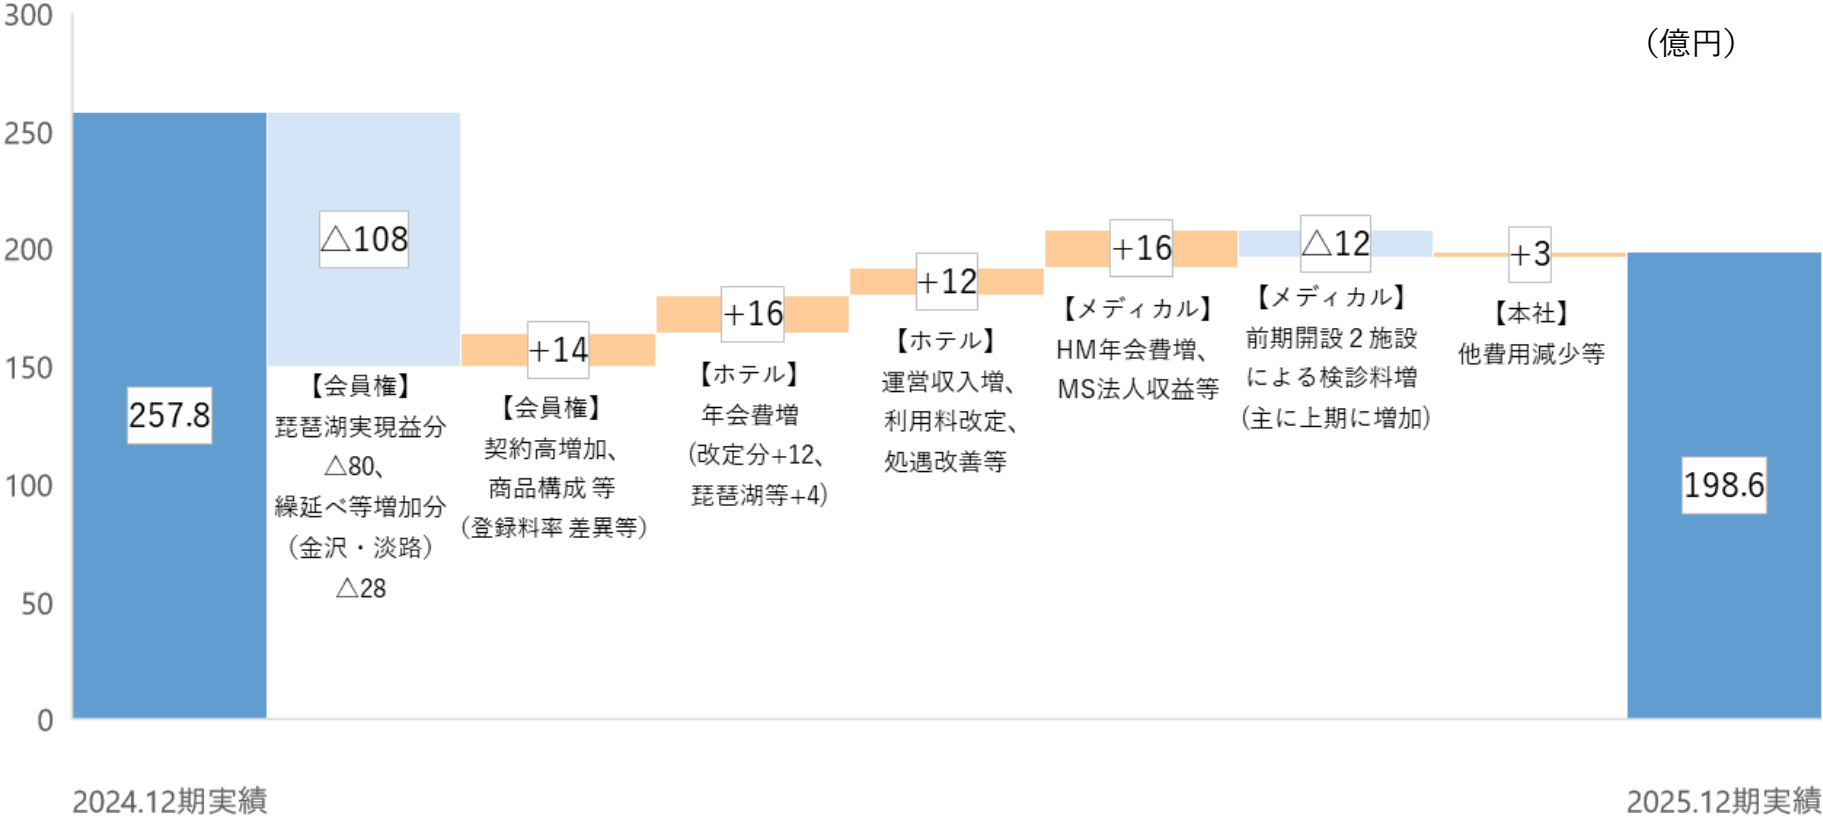 300
(億円)
250
200
150
100
50
0
257.8
△108
【会員権】
琵琶湖実現益分
△80、
繰延べ等増加分
（金沢・淡路）
△28
+14
【会員権】
契約高増加、
商品構成 等
(登録料率 差異等)
+16
【ホテル】
年会費増
(改定分+12、
琵琶湖等+4)
+12
【ホテル】
運営収入増、
利用料改定、
処遇改善等
+16
【メディカル】
HM年会費増、
MS法人収益等
△12
【メディカル】
前期開設２施設
による検診料増
(主に上期に増加)
+3
【本社】
他費用減少等
198.6
2024.12期実績
2025.12期実績